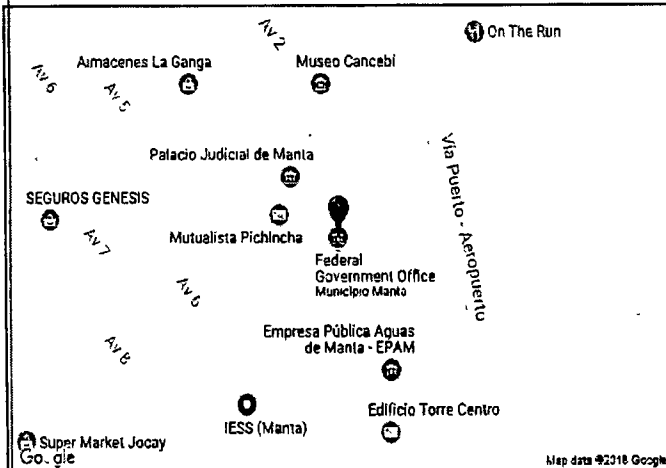 Av 2
On The Run
Almacenes La Ganga
Museo Cancebí
Av 6
Av 5
Palacio Judicial de Manta
Vía Puerto - Aeropuerto
SEGUROS GENESIS
Mutualista Pichincha
Av 7
Federal
Government Office
Municipio Manta
Av 6
Empresa Pública Aguas
de Manta - EPAM
Av 8
Edificio Torre Centro
IESS (Manta)
Super Market Jocay
Google
Map data ©2018 Google